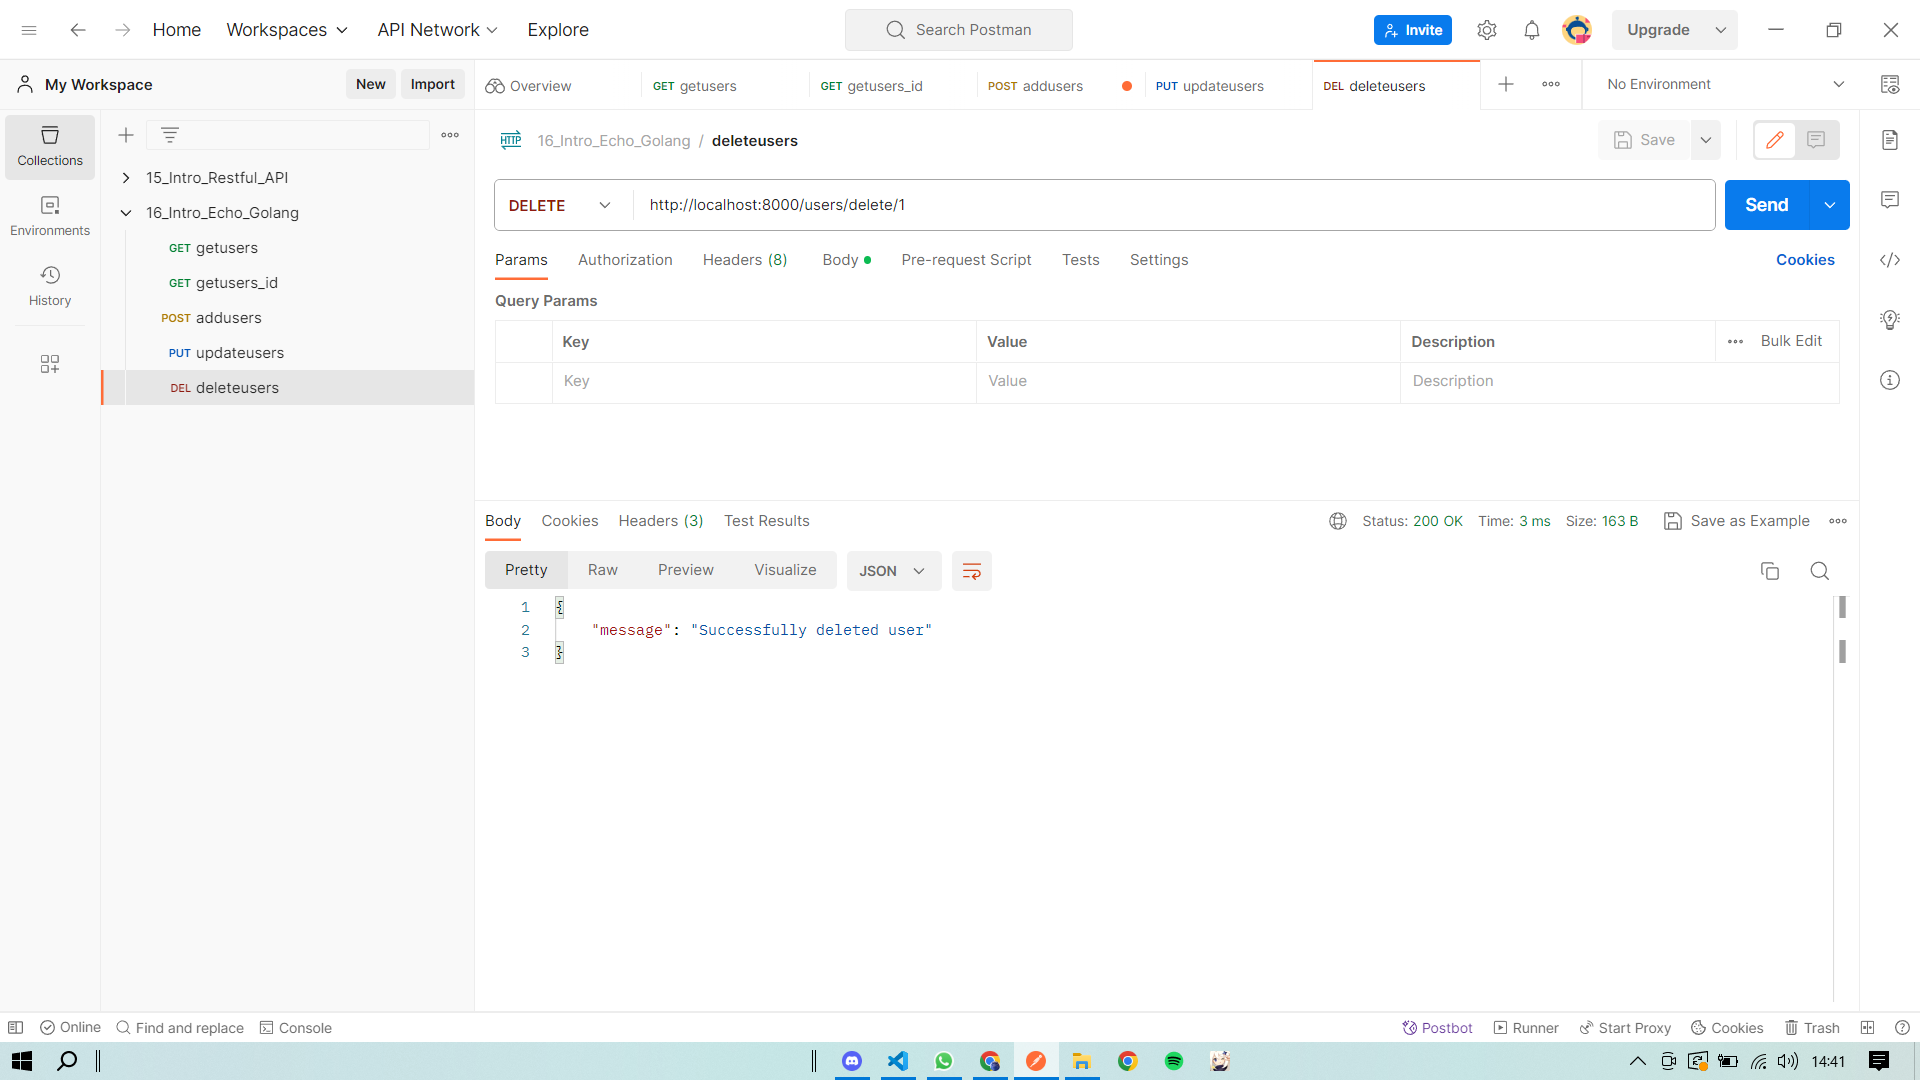 Home Workspaces API Network Explore Search Postman Invite Upgrade
My Workspace New Import
Overview GET getusers GET getusers_id POST addusers PUT updateusers DEL deleteusers No Environment
Collections
Environments
History
15_Intro_Restful_API
16_Intro_Echo_Golang
GET getusers
GET getusers_id
POST addusers
PUT updateusers
DEL deleteusers
HTTP 16_Intro_Echo_Golang / deleteusers Save
DELETE http://localhost:8000/users/delete/1 Send
Params Authorization Headers (8) Body Pre-request Script Tests Settings Cookies
Query Params
Key Value Description Bulk Edit
Key Value Description
Body Cookies Headers (3) Test Results Status: 200 OK Time: 3 ms Size: 163 B Save as Example
Pretty Raw Preview Visualize JSON
1 {
2 "message": "Successfully deleted user"
3 }
Online Find and replace Console Postbot Runner Start Proxy Cookies Trash
14:41